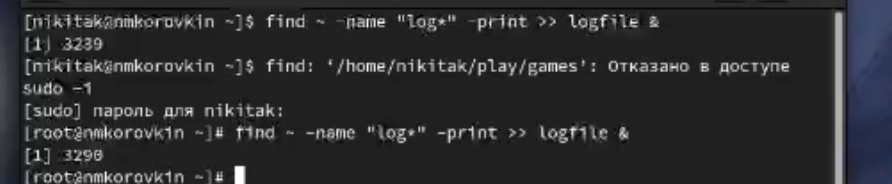 [nikitak@nmkorovkin ~]$ find ~ -name "log*" -print >> logfile &
[1] 3239
[nikitak@nmkorovkin ~]$ find: ‘/home/nikitak/play/games’: Отказано в доступе
sudo -i
[sudo] пароль для nikitak:
[root@nmkorovkin ~]# find ~ -name "log*" -print >> logfile &
[1] 3290
[root@nmkorovkin ~]#